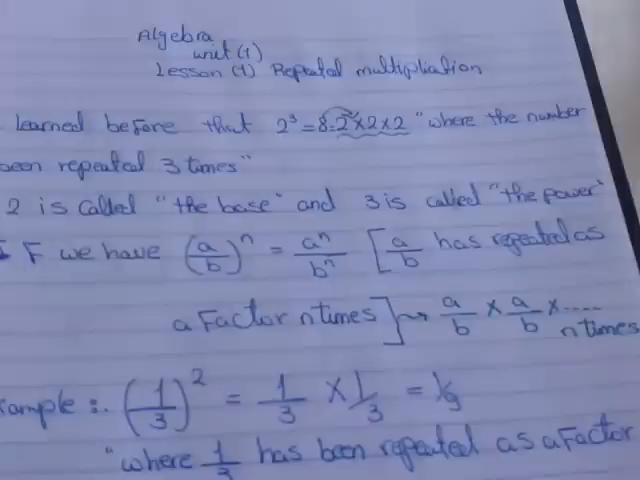 Algebra
unit (1)
Lesson (1) Repeated multipliation
learned before that 2³ = 8 = 2 × 2 × 2 "where the number
been repeated 3 times"
2 is called "the base" and 3 is called "the power"
IF we have (a/b)ⁿ = aⁿ/bⁿ [a/b has repeated as
a Factor n times] → a/b × a/b × ....
n times
xample :. (1/3)² = 1/3 × 1/3 = 1/9
"where 1/3 has been repeated as a Factor